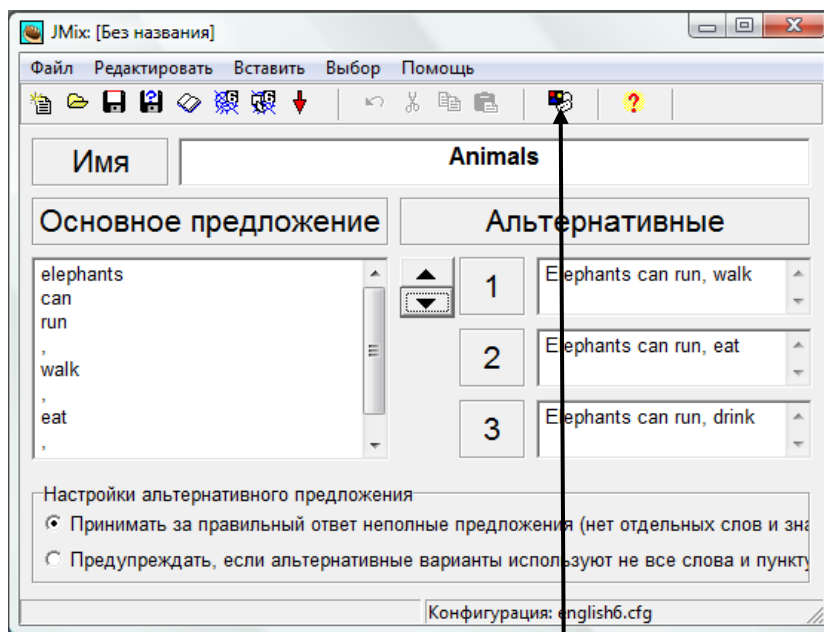 JMix: [Без названия]
Файл Редактировать Вставить Выбор Помощь
Имя
Animals
Основное предложение
Альтернативные
elephants
can
run
,
walk
,
eat
,
1
Elephants can run, walk
2
Elephants can run, eat
3
Elephants can run, drink
Настройки альтернативного предложения
Принимать за правильный ответ неполные предложения (нет отдельных слов и зна
Предупреждать, если альтернативные варианты используют не все слова и пункту
Конфигурация: english6.cfg